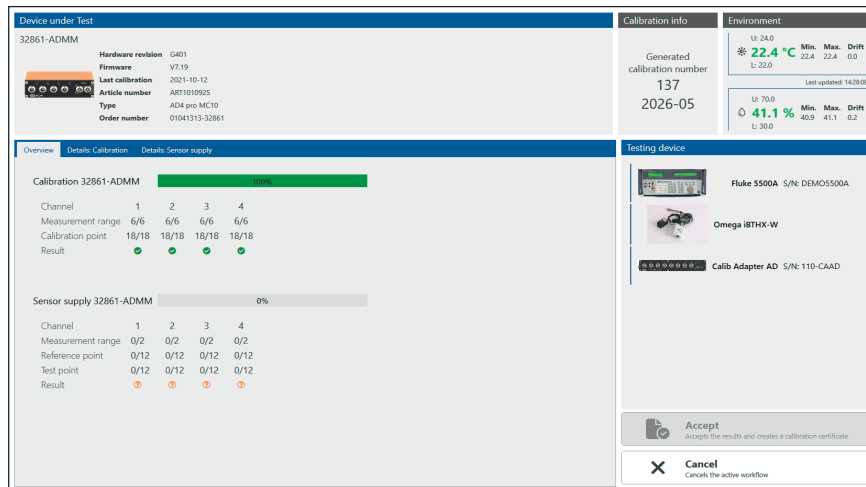 Device under Test
32861-ADMM
Hardware revision G401
Firmware V7.19
Last calibration 2021-10-12
Article number ART1010925
Type AD4 pro MC10
Order number 01041313-32861
Calibration info
Generated
calibration number
137
2026-05
Environment
U: 24.0
22.4 °C
L: 22.0
Min. Max. Drift
22.4 22.4 0.0
Last updated: 14:28:08
U: 70.0
41.1 %
L: 30.0
Min. Max. Drift
40.9 41.1 0.2
Overview Details: Calibration Details: Sensor supply
Calibration 32861-ADMM 100%
Channel 1 2 3 4
Measurement range 6/6 6/6 6/6 6/6
Calibration point 18/18 18/18 18/18 18/18
Result
Sensor supply 32861-ADMM 0%
Channel 1 2 3 4
Measurement range 0/2 0/2 0/2 0/2
Reference point 0/12 0/12 0/12 0/12
Test point 0/12 0/12 0/12 0/12
Result ? ? ? ?
Testing device
Fluke 5500A S/N: DEMO5500A
Omega iBTHX-W
Calib Adapter AD S/N: 110-CAAD
Accept
Accepts the results and creates a calibration certificate
Cancel
Cancels the active workflow